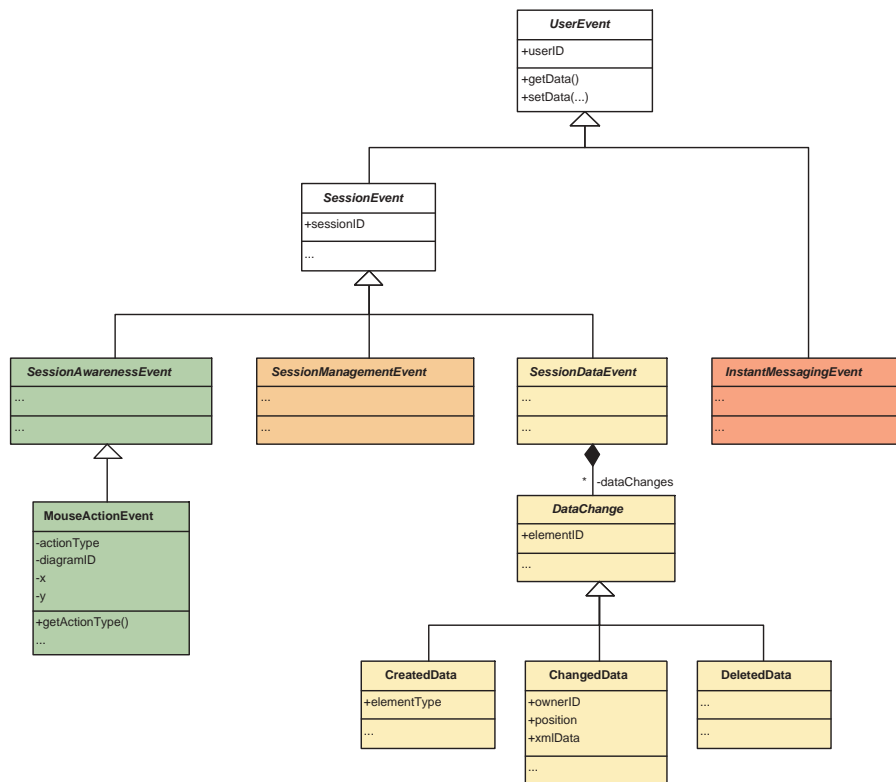 UserEvent
+userID
+getData()
+setData(...)
SessionEvent
+sessionID
...
SessionAwarenessEvent
...
...
SessionManagementEvent
...
...
SessionDataEvent
...
...
InstantMessagingEvent
...
...
* -dataChanges
MouseActionEvent
-actionType
-diagramID
-x
-y
+getActionType()
...
DataChange
+elementID
...
CreatedData
+elementType
...
ChangedData
+ownerID
+position
+xmlData
...
DeletedData
...
...